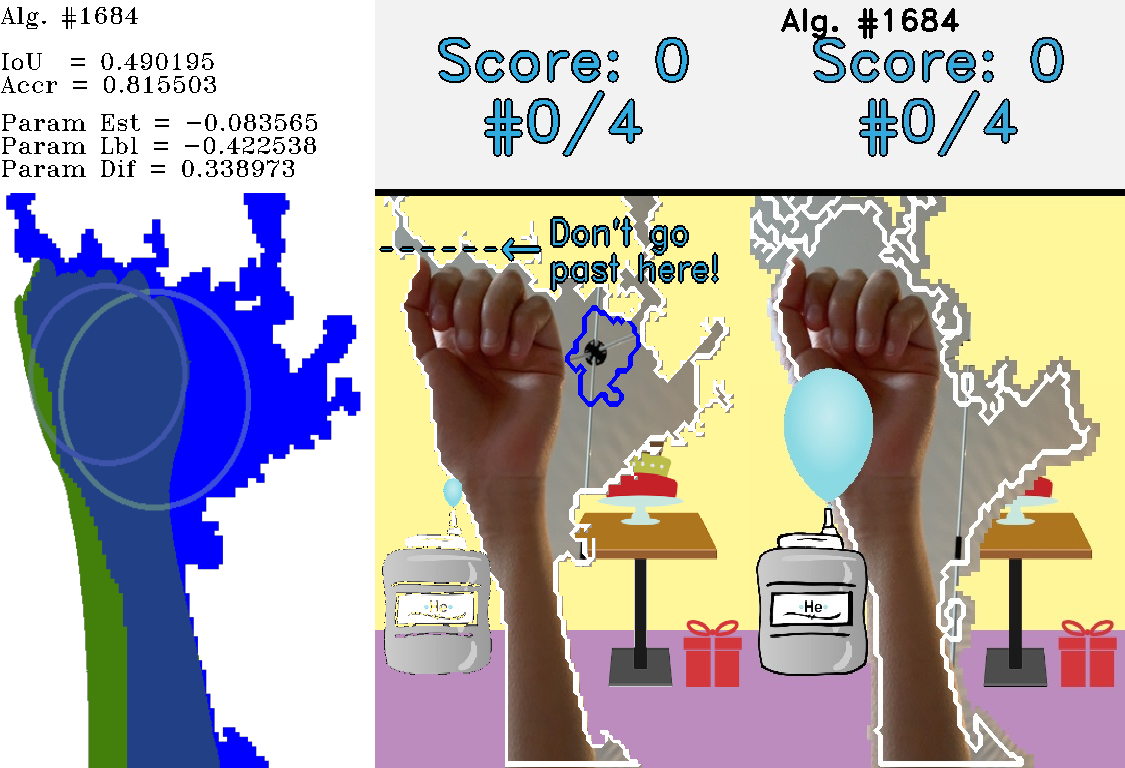 Alg. #1684
IoU = 0.490195
Accr = 0.815503
Param Est = −0.083565
Param Lbl = −0.422538
Param Dif = 0.338973
Score: 0
#0/4
Don't go
past here!
He
Alg. #1684
Score: 0
#0/4
He